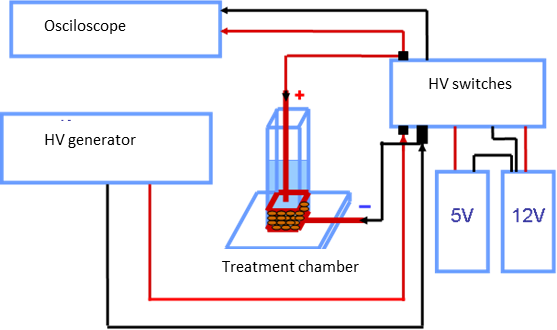 Osciloscope
HV switches
+
HV generator
5V
12V
–
Treatment chamber